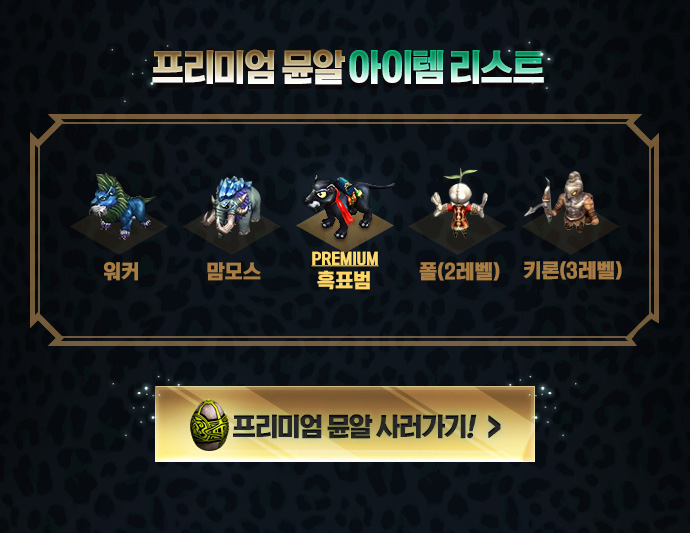 프리미엄 뮨알 아이템 리스트
워커
맘모스
PREMIUM
흑표범
폴(2레벨)
키론(3레벨)
프리미엄 뮨알 사러가기! >